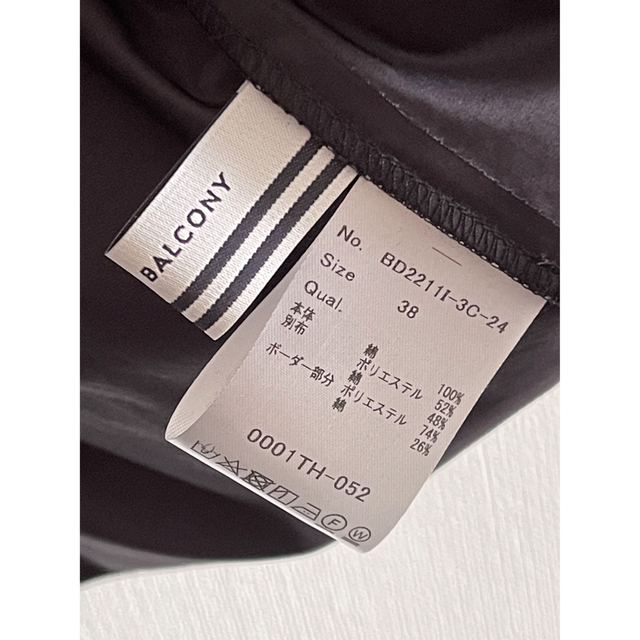 BALCONY
No. BD2211I-3C-24
Size 38
Qual.
本体 綿 100%
別布 ポリエステル 52%
綿 48%
ボーダー部分 ポリエステル 74%
綿 26%
0001TH-052
F W